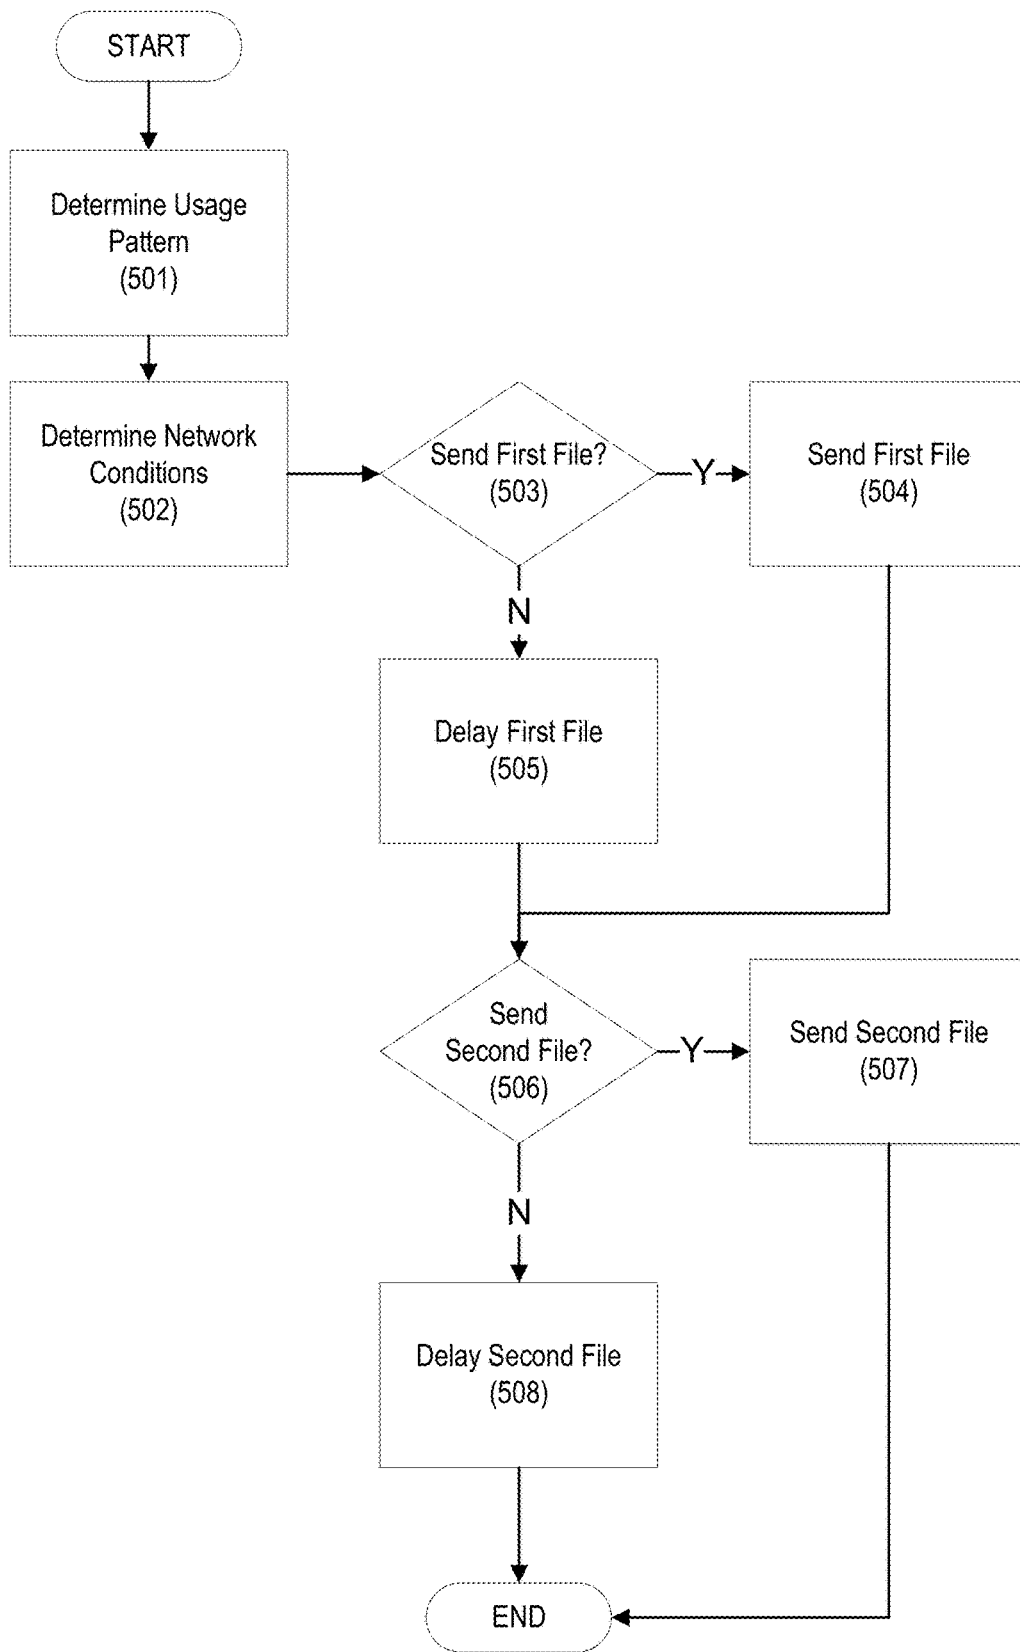 START
Determine Usage
Pattern
(501)
Determine Network
Conditions
(502)
Send First File?
(503)
Y
Send First File
(504)
N
Delay First File
(505)
Send
Second File?
(506)
Y
Send Second File
(507)
N
Delay Second File
(508)
END